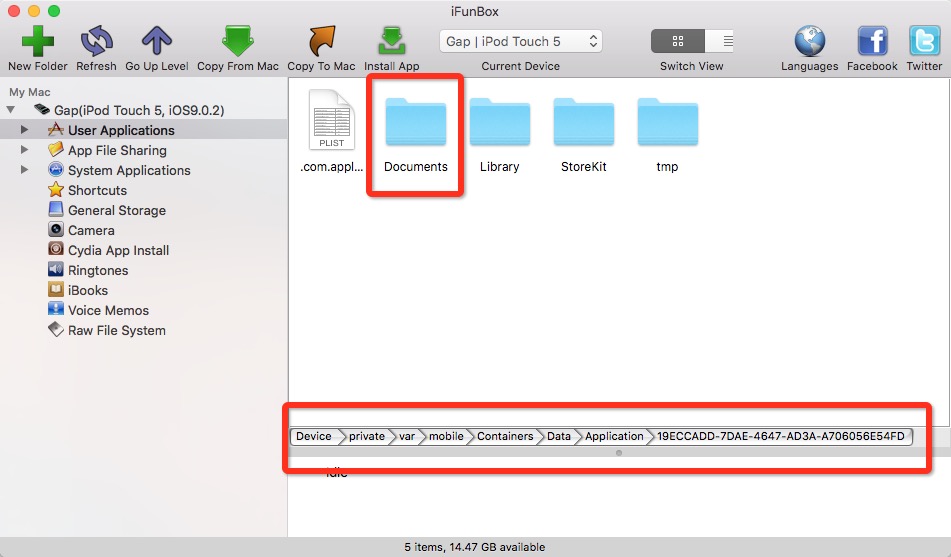 iFunBox
New Folder Refresh Go Up Level Copy From Mac Copy To Mac Install App Gap | iPod Touch 5 Current Device Switch View Languages Facebook Twitter
My Mac
Gap(iPod Touch 5, iOS9.0.2)
User Applications
App File Sharing
System Applications
Shortcuts
General Storage
Camera
Cydia App Install
Ringtones
iBooks
Voice Memos
Raw File System
PLIST
.com.appl... Documents Library StoreKit tmp
Device private var mobile Containers Data Application 19ECCADD-7DAE-4647-AD3A-A706056E54FD
Idle
5 items, 14.47 GB available